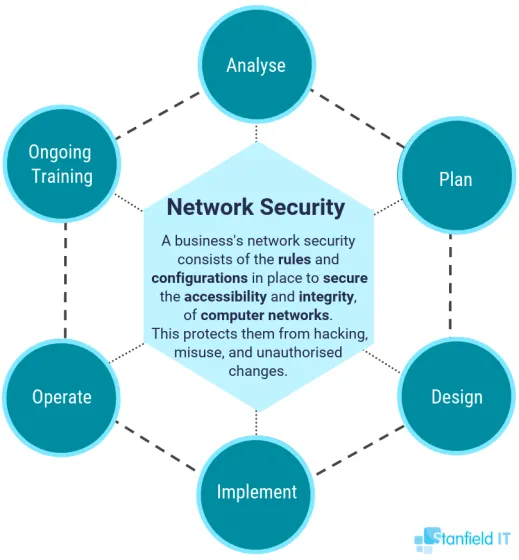 Analyse
Ongoing
Training
Plan
Network Security
A business's network security
consists of the rules and
configurations in place to secure
the accessibility and integrity,
of computer networks.
This protects them from hacking,
misuse, and unauthorised
changes.
Operate
Design
Implement
Stanfield IT